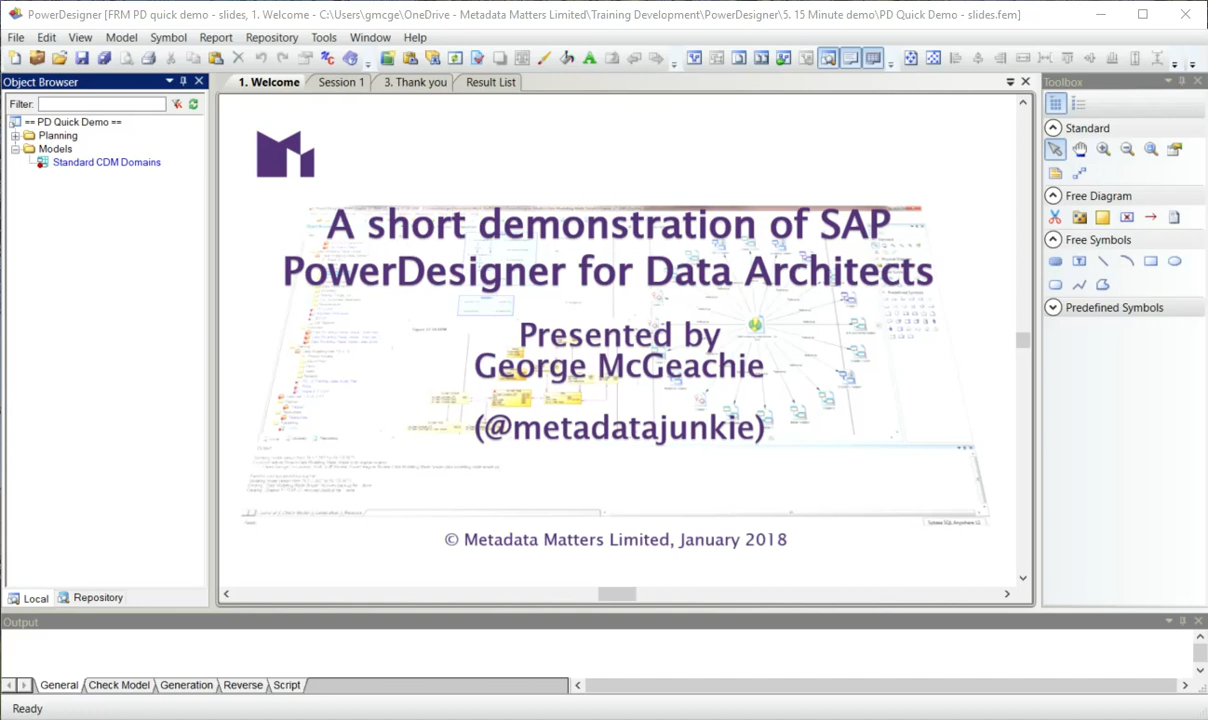 PowerDesigner [FRM PD quick demo - slides, 1. Welcome - C:\Users\gmcge\OneDrive - Metadata Matters Limited\Training Development\PowerDesigner\5. 15 Minute demo\PD Quick Demo - slides.fem]
File Edit View Model Symbol Report Repository Tools Window Help
Object Browser
1. Welcome Session 1 3. Thank you Result List
Toolbox
Filter:
== PD Quick Demo ==
Planning
Models
Standard CDM Domains
Standard
Free Diagram
Free Symbols
Predefined Symbols
A short demonstration of SAP
PowerDesigner for Data Architects
Presented by
George McGeachie
(@metadatajunkie)
© Metadata Matters Limited, January 2018
Local Repository
Output
General Check Model Generation Reverse Script
Ready